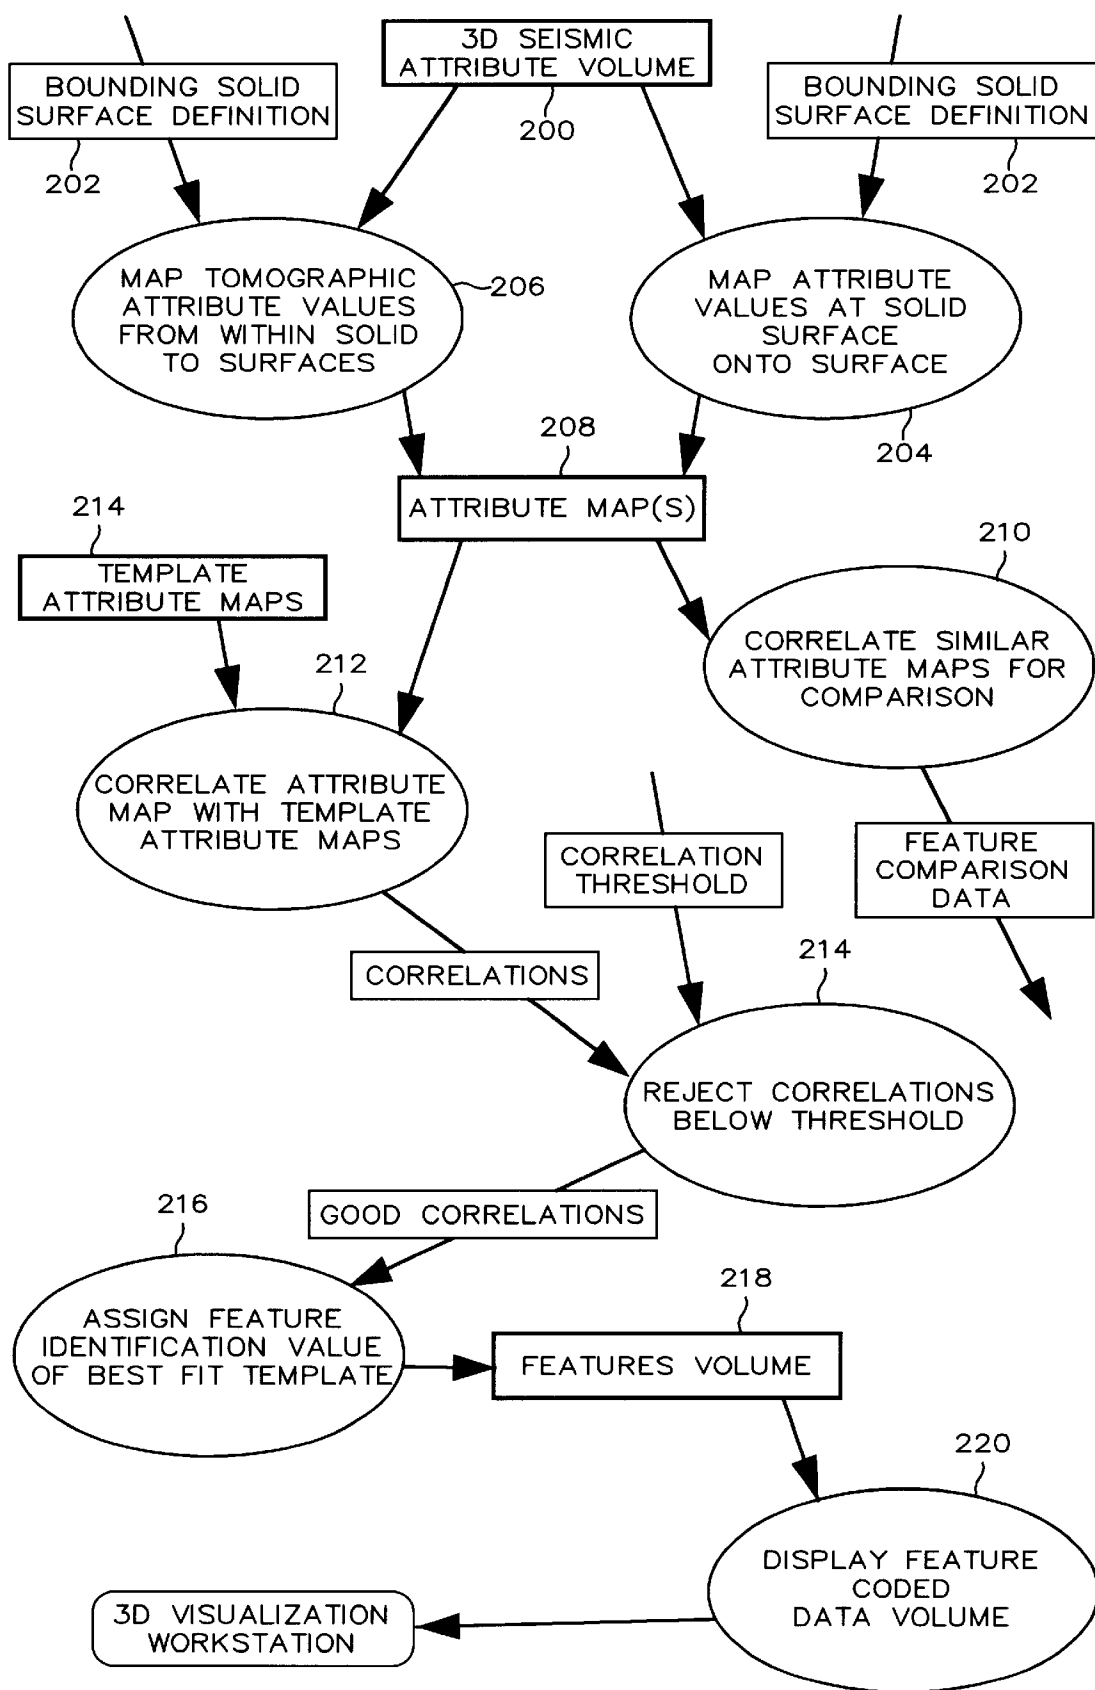 3D SEISMIC
ATTRIBUTE VOLUME
200
BOUNDING SOLID
SURFACE DEFINITION
202
BOUNDING SOLID
SURFACE DEFINITION
202
MAP TOMOGRAPHIC
ATTRIBUTE VALUES
FROM WITHIN SOLID
TO SURFACES
206
MAP ATTRIBUTE
VALUES AT SOLID
SURFACE
ONTO SURFACE
204
208
ATTRIBUTE MAP(S)
214
TEMPLATE
ATTRIBUTE MAPS
210
CORRELATE SIMILAR
ATTRIBUTE MAPS FOR
COMPARISON
212
CORRELATE ATTRIBUTE
MAP WITH TEMPLATE
ATTRIBUTE MAPS
CORRELATION
THRESHOLD
FEATURE
COMPARISON
DATA
CORRELATIONS
214
REJECT CORRELATIONS
BELOW THRESHOLD
GOOD CORRELATIONS
216
ASSIGN FEATURE
IDENTIFICATION VALUE
OF BEST FIT TEMPLATE
218
FEATURES VOLUME
220
DISPLAY FEATURE
CODED
DATA VOLUME
3D VISUALIZATION
WORKSTATION